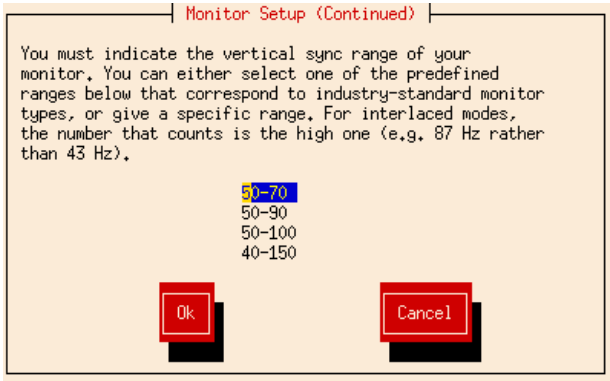 Monitor Setup (Continued)
You must indicate the vertical sync range of your
monitor. You can either select one of the predefined
ranges below that correspond to industry-standard monitor
types, or give a specific range. For interlaced modes,
the number that counts is the high one (e.g. 87 Hz rather
than 43 Hz).
50-70
50-90
50-100
40-150
Ok
Cancel